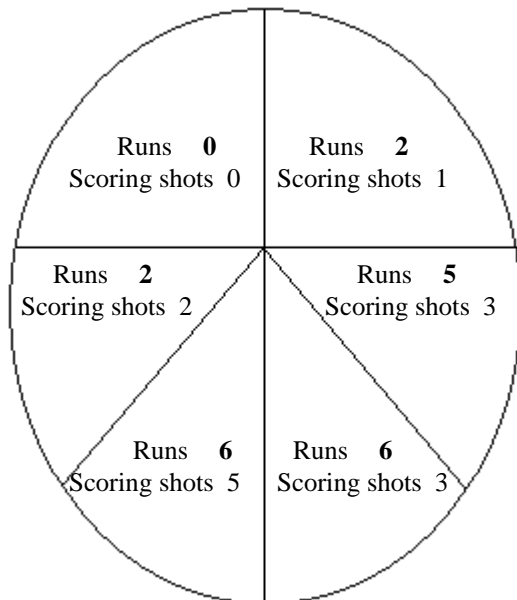 Runs 0
Scoring shots 0
Runs 2
Scoring shots 1
Runs 2
Scoring shots 2
Runs 5
Scoring shots 3
Runs 6
Scoring shots 5
Runs 6
Scoring shots 3